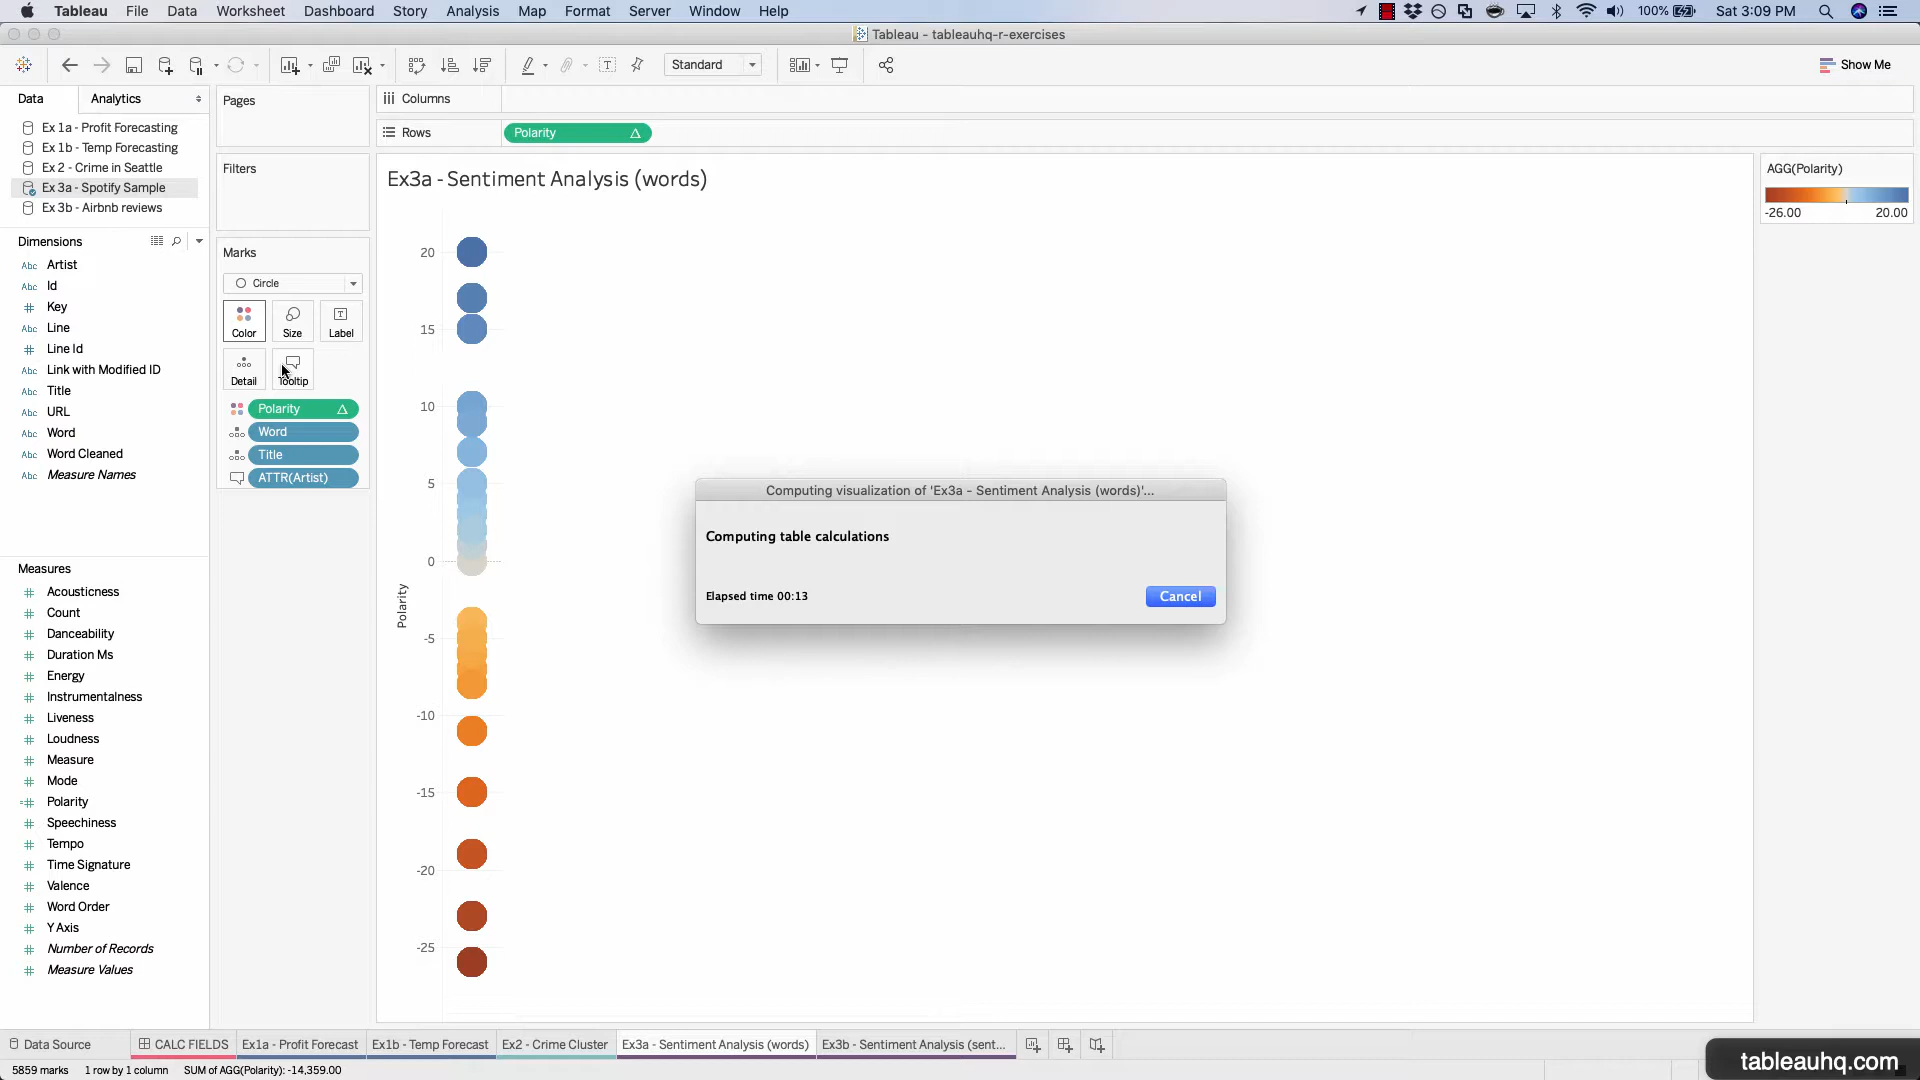 Tableau File Data Worksheet Dashboard Story Analysis Map Format Server Window Help 100% Sat 3:09 PM
Tableau - tableauhq-r-exercises
Standard Show Me
Data Analytics
Pages
Columns
Rows Polarity
Ex 1a - Profit Forecasting
Ex 1b - Temp Forecasting
Ex 2 - Crime in Seattle
Ex 3a - Spotify Sample
Ex 3b - Airbnb reviews
Filters
Dimensions
Abc Artist
Abc Id
# Key
Abc Line
# Line Id
Abc Link with Modified ID
Abc Title
Abc URL
Abc Word
Abc Word Cleaned
Abc Measure Names
Marks
Circle
Color Size Label
Detail Tooltip
Polarity
Word
Title
ATTR(Artist)
Measures
# Acousticness
# Count
# Danceability
# Duration Ms
# Energy
# Instrumentalness
# Liveness
# Loudness
# Measure
# Mode
=# Polarity
# Speechiness
# Tempo
# Time Signature
# Valence
# Word Order
# Y Axis
# Number of Records
# Measure Values
Ex3a - Sentiment Analysis (words)
20
15
10
5
0
-5
-10
-15
-20
-25
Polarity
Computing visualization of 'Ex3a - Sentiment Analysis (words)'...
Computing table calculations
Elapsed time 00:13 Cancel
AGG(Polarity)
-26.00 20.00
Data Source CALC FIELDS Ex1a - Profit Forecast Ex1b - Temp Forecast Ex2 - Crime Cluster Ex3a - Sentiment Analysis (words) Ex3b - Sentiment Analysis (sent...
5859 marks 1 row by 1 column SUM of AGG(Polarity): -14,359.00
tableauhq.com